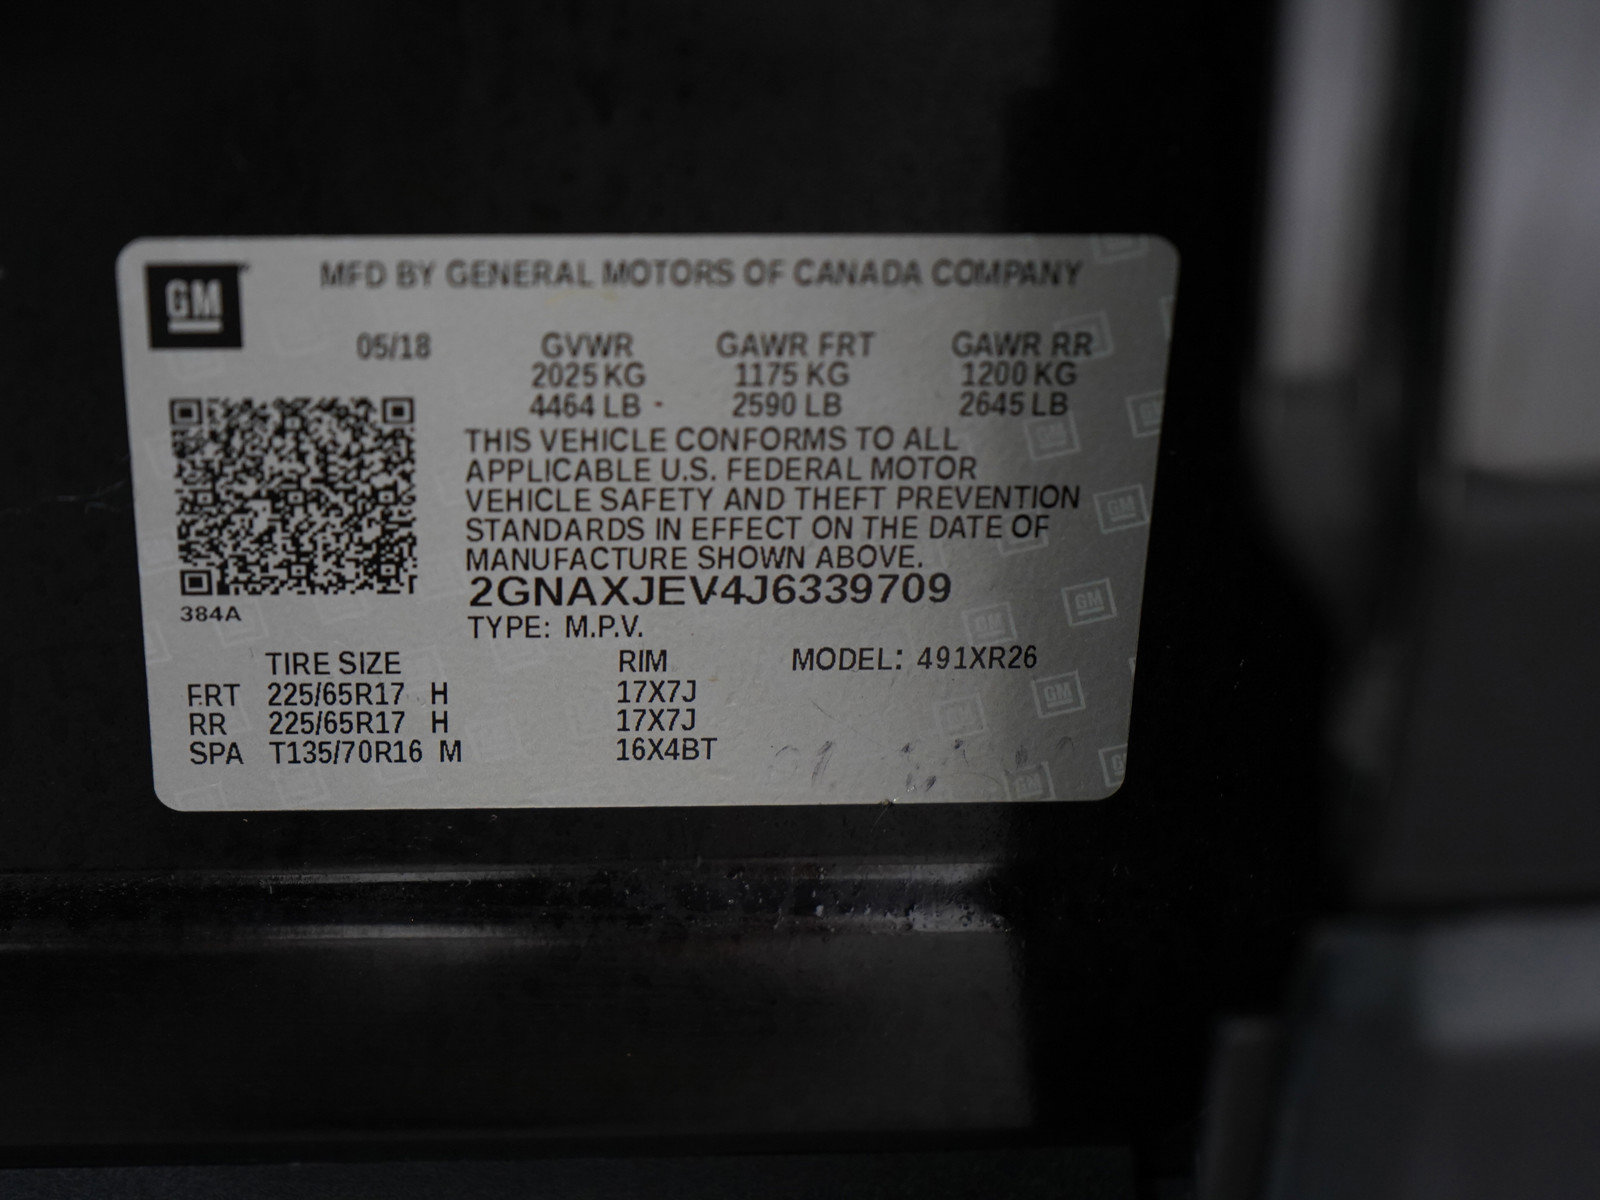 GM
MFD BY GENERAL MOTORS OF CANADA COMPANY
05/18 GVWR GAWR FRT GAWR RR
2025 KG 1175 KG 1200 KG
4464 LB 2590 LB 2645 LB
THIS VEHICLE CONFORMS TO ALL
APPLICABLE U.S. FEDERAL MOTOR
VEHICLE SAFETY AND THEFT PREVENTION
STANDARDS IN EFFECT ON THE DATE OF
MANUFACTURE SHOWN ABOVE.
2GNAXJEV4J6339709
384A
TYPE: M.P.V.
TIRE SIZE RIM MODEL: 491XR26
FRT 225/65R17 H 17X7J
RR 225/65R17 H 17X7J
SPA T135/70R16 M 16X4BT